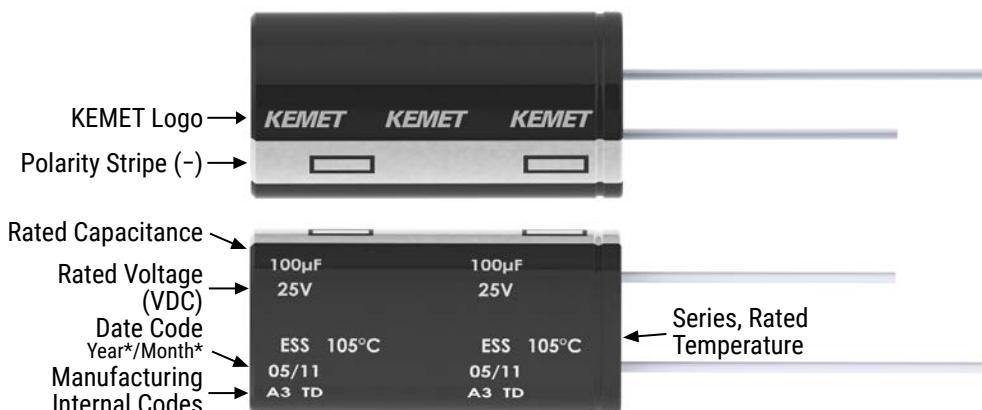 KEMET Logo
KEMET KEMET KEMET
Polarity Stripe (−)
Rated Capacitance
100µF 100µF
Rated Voltage
(VDC)
25V 25V
Date Code
Year*/Month*
ESS 105°C ESS 105°C
Series, Rated
Temperature
05/11 05/11
Manufacturing
Internal Codes
A3 TD A3 TD